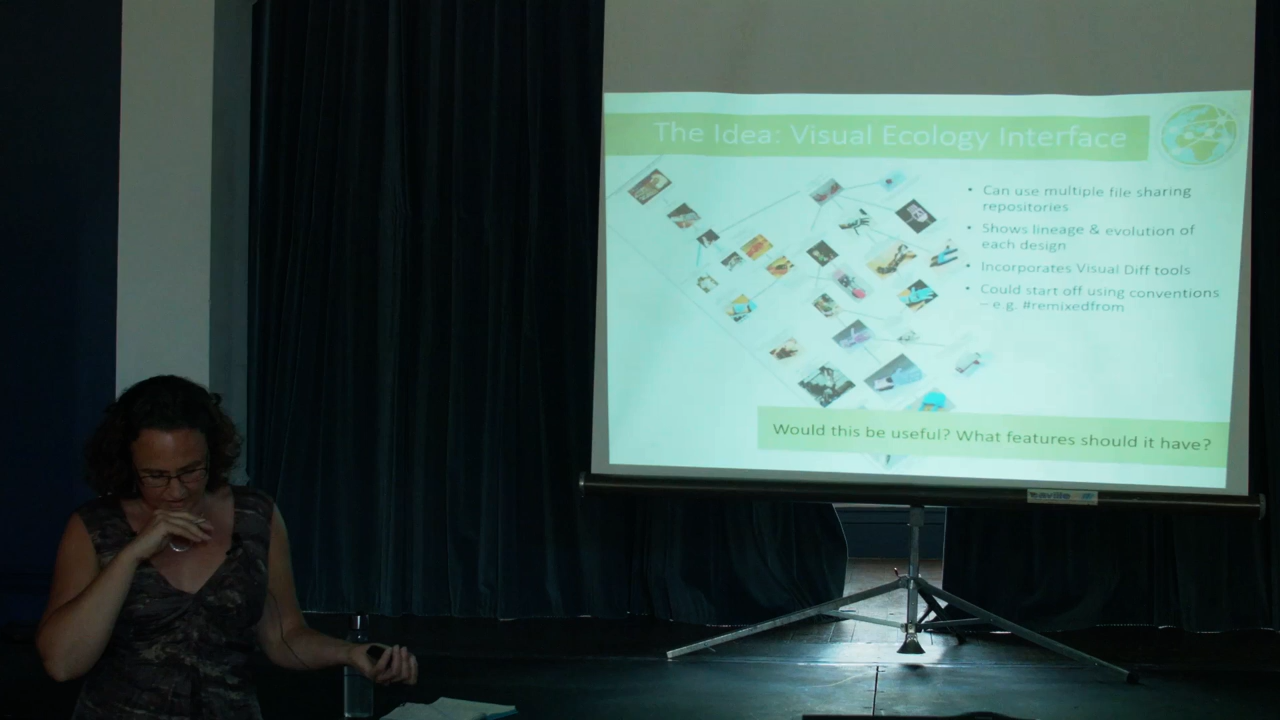 The Idea: Visual Ecology Interface
• Can use multiple file sharing
repositories
• Shows lineage & evolution of
each design
• Incorporates Visual Diff tools
• Could start off using conventions
– e.g. #remixedfrom
Would this be useful? What features should it have?